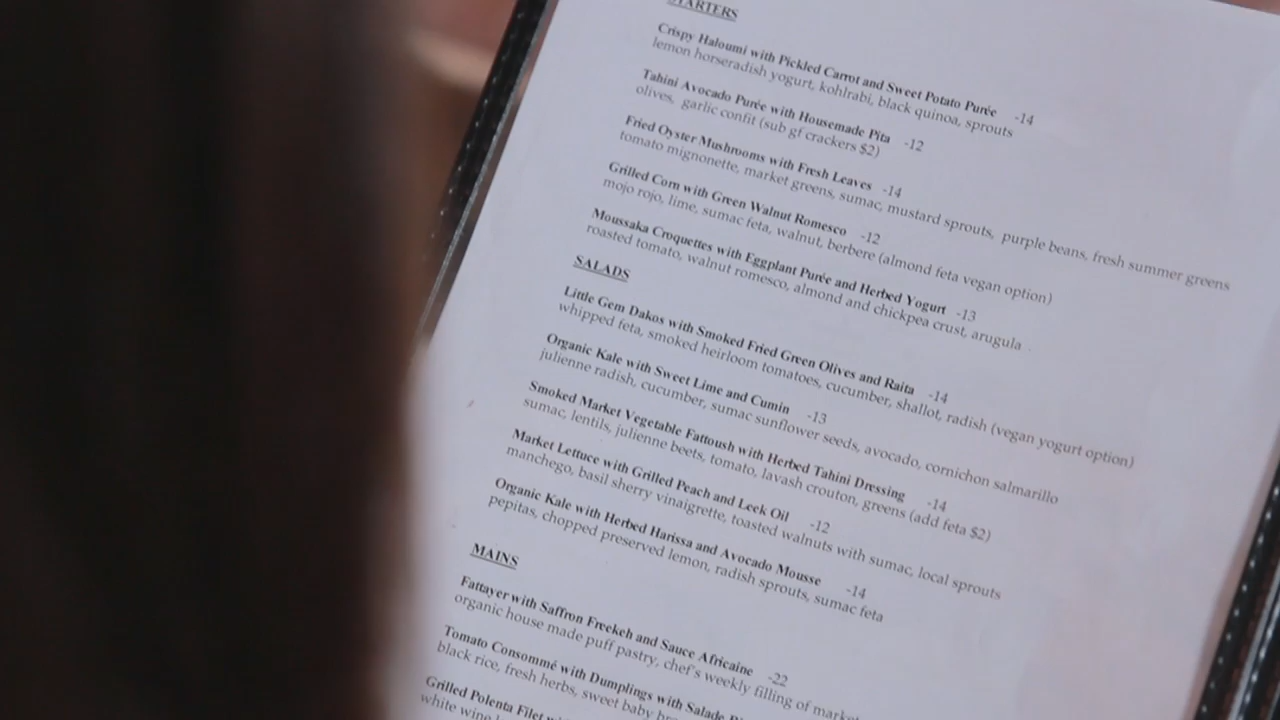 STARTERS
Crispy Haloumi with Pickled Carrot and Sweet Potato Purée -14
lemon horseradish yogurt, kohlrabi, black quinoa, sprouts
Tahini Avocado Purée with Housemade Pita -12
olives, garlic confit (sub gf crackers $2)
Fried Oyster Mushrooms with Fresh Leaves -14
tomato mignonette, market greens, sumac, mustard sprouts, purple beans, fresh summer greens
Grilled Corn with Green Walnut Romesco -12
mojo rojo, lime, sumac feta, walnut, berbere (almond feta vegan option)
Moussaka Croquettes with Eggplant Purée and Herbed Yogurt -13
roasted tomato, walnut romesco, almond and chickpea crust, arugula
SALADS
Little Gem Dakos with Smoked Fried Green Olives and Raita -14
whipped feta, smoked heirloom tomatoes, cucumber, shallot, radish (vegan yogurt option)
Organic Kale with Sweet Lime and Cumin -13
julienne radish, cucumber, sumac sunflower seeds, avocado, cornichon salmarillo
Smoked Market Vegetable Fattoush with Herbed Tahini Dressing -14
sumac, lentils, julienne beets, tomato, lavash crouton, greens (add feta $2)
Market Lettuce with Grilled Peach and Leek Oil -12
manchego, basil sherry vinaigrette, toasted walnuts with sumac, local sprouts
Organic Kale with Herbed Harissa and Avocado Mousse -14
pepitas, chopped preserved lemon, radish sprouts, sumac feta
MAINS
Fattayer with Saffron Freekeh and Sauce Africaine -22
organic house made puff pastry, chef's weekly filling of market
Tomato Consommé with Dumplings with Salade
black rice, fresh herbs, sweet baby
Grilled Polenta Filet
white wine